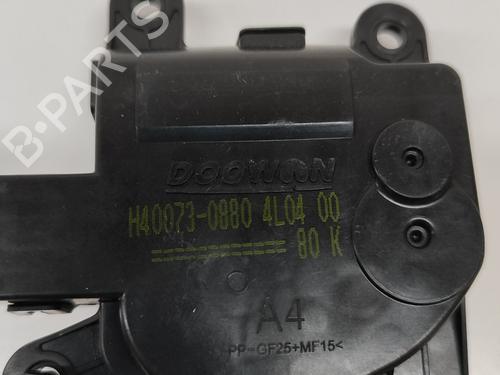 B-PARTS
DOOWON
H40073-0880 4L04 00
80 K
A4
PP-GF25+MF15<